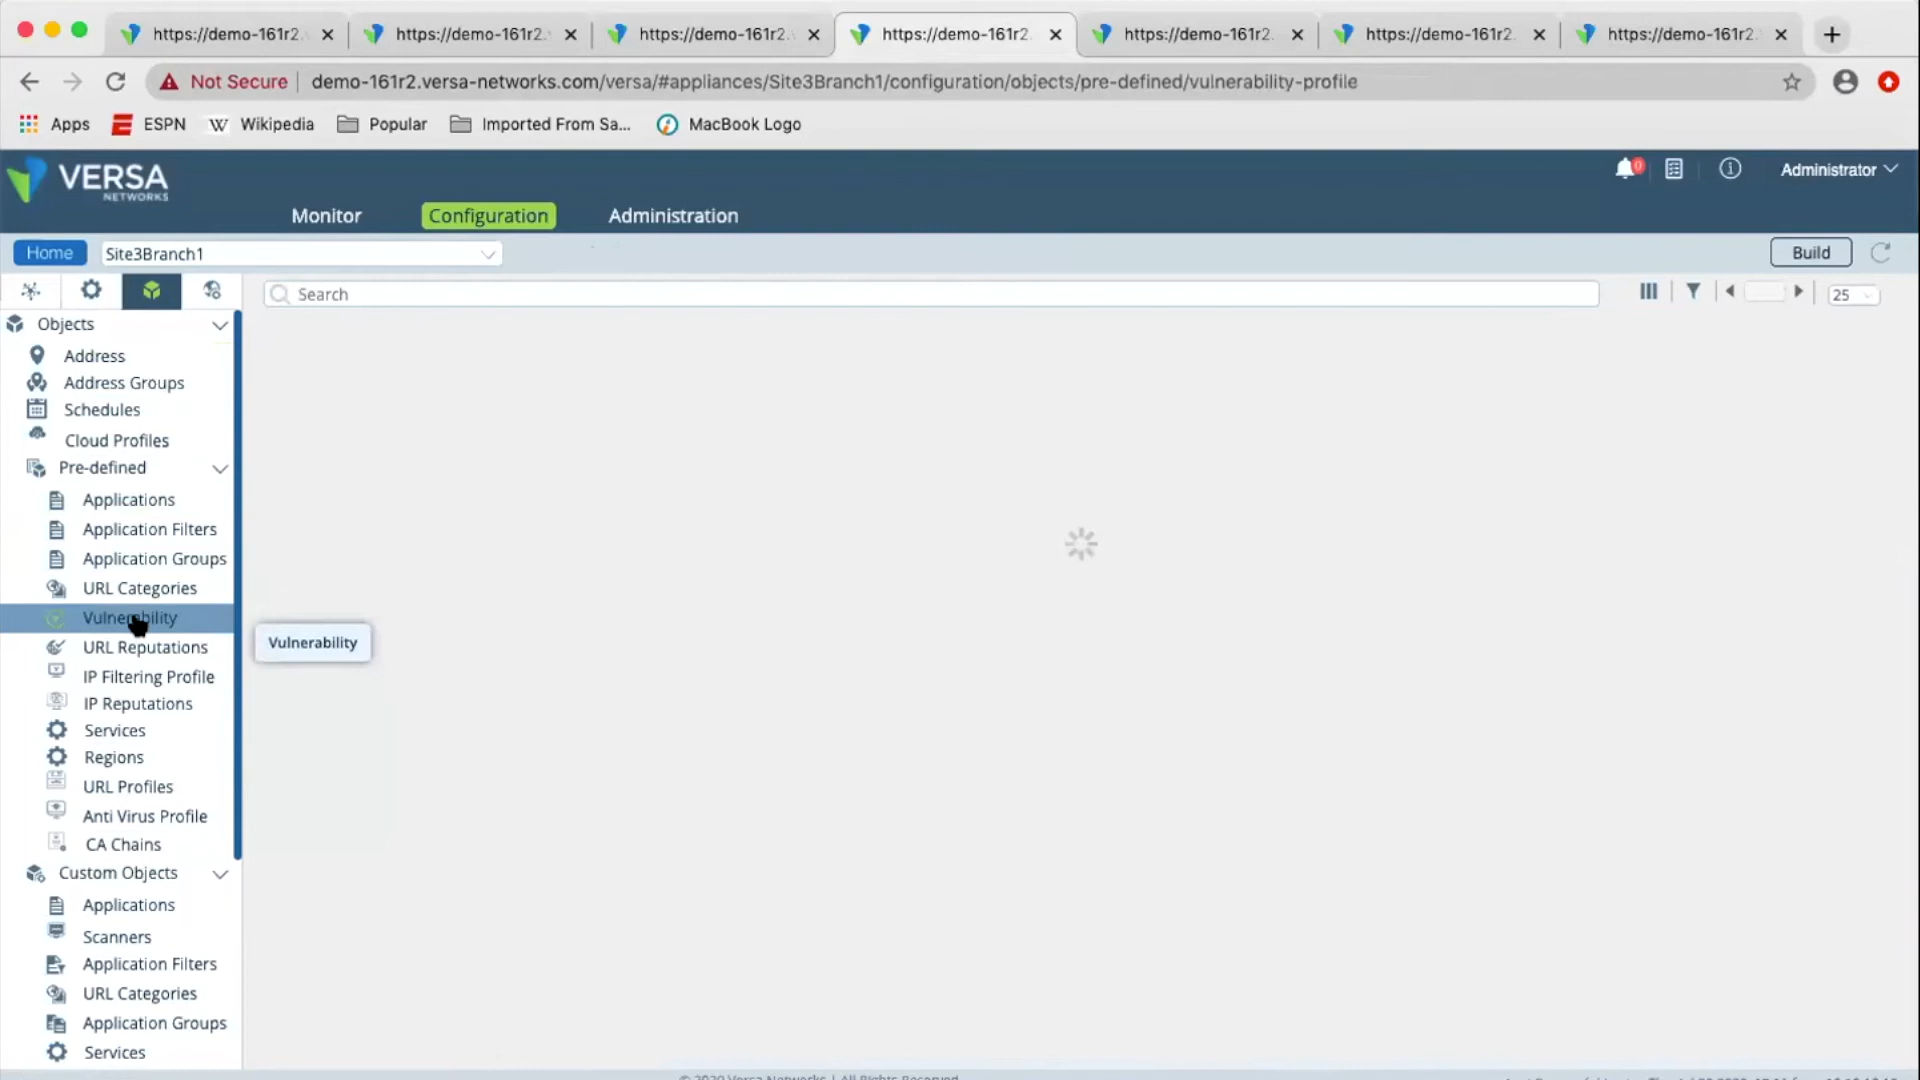 https://demo-161r2. https://demo-161r2. https://demo-161r2. https://demo-161r2. https://demo-161r2. https://demo-161r2. https://demo-161r2.
Not Secure demo-161r2.versa-networks.com/versa/#appliances/Site3Branch1/configuration/objects/pre-defined/vulnerability-profile
Apps ESPN W Wikipedia Popular Imported From Sa... MacBook Logo
VERSA
NETWORKS
0
Administrator
Monitor Configuration Administration
Home Site3Branch1 Build
Search 25
Objects
Address
Address Groups
Schedules
Cloud Profiles
Pre-defined
Applications
Application Filters
Application Groups
URL Categories
Vulnerability
Vulnerability
URL Reputations
IP Filtering Profile
IP Reputations
Services
Regions
URL Profiles
Anti Virus Profile
CA Chains
Custom Objects
Applications
Scanners
Application Filters
URL Categories
Application Groups
Services
© 2020 Versa Networks | All Rights Reserved